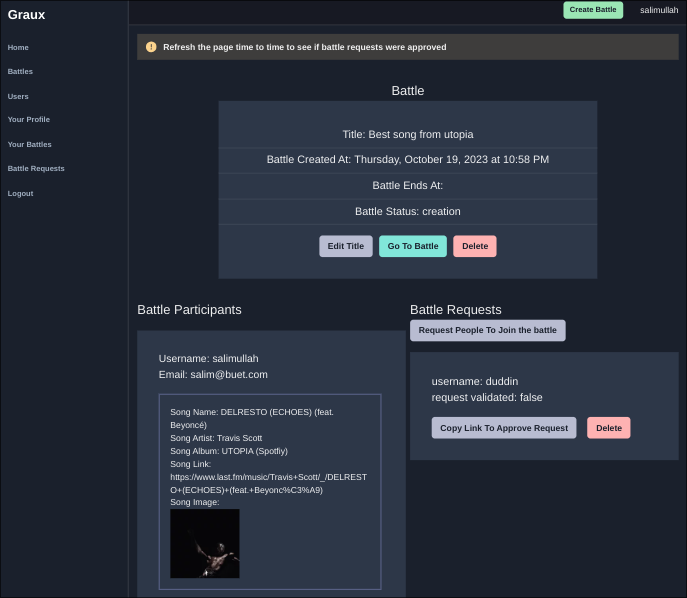 Graux
Create Battle
salimullah
Home
Battles
Users
Your Profile
Your Battles
Battle Requests
Logout
Refresh the page time to time to see if battle requests were approved
Battle
Title: Best song from utopia
Battle Created At: Thursday, October 19, 2023 at 10:58 PM
Battle Ends At:
Battle Status: creation
Edit Title
Go To Battle
Delete
Battle Participants
Username: salimullah
Email: salim@buet.com
Song Name: DELRESTO (ECHOES) (feat.
Beyoncé)
Song Artist: Travis Scott
Song Album: UTOPIA (Spotfiy)
Song Link:
https://www.last.fm/music/Travis+Scott/_/DELREST
O+(ECHOES)+(feat.+Beyonc%C3%A9)
Song Image:
Battle Requests
Request People To Join the battle
username: duddin
request validated: false
Copy Link To Approve Request
Delete